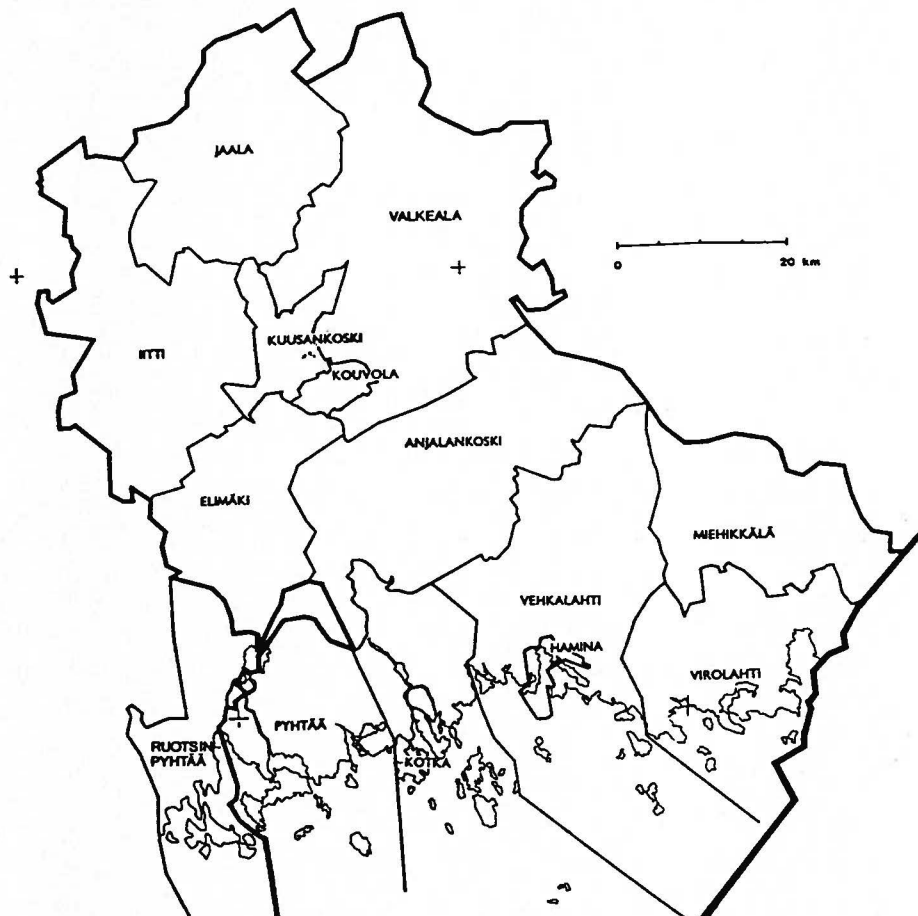 JAALA
VALKEALA
0 20 km
IITTI
KUUSANKOSKI
KOUVOLA
ANJALANKOSKI
ELIMÄKI
MIEHIKKÄLÄ
VEHKALAHTI
HAMINA
VIROLAHTI
PYHTÄÄ
RUOTSIN-
PYHTÄÄ
KOTKA